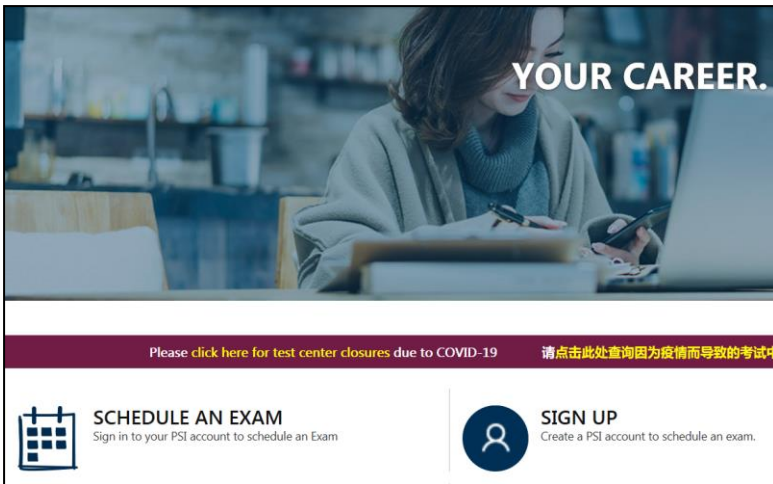 YOUR CAREER.
Please click here for test center closures due to COVID-19 请点击此处查询因为疫情而导致的考试中
SCHEDULE AN EXAM
Sign in to your PSI account to schedule an Exam
SIGN UP
Create a PSI account to schedule an exam.